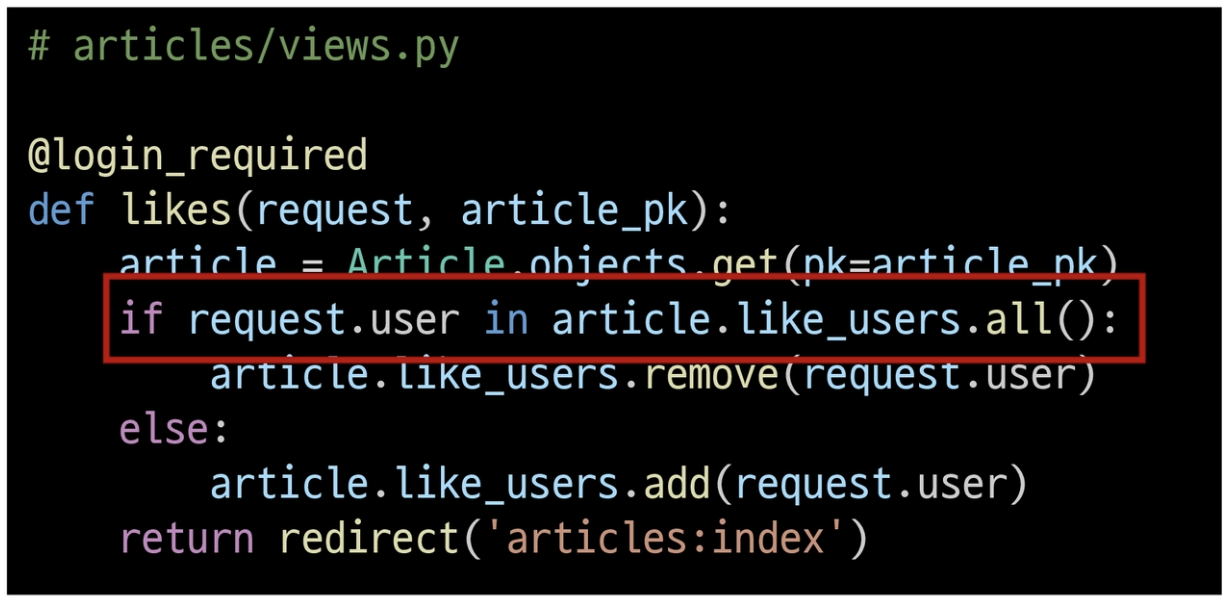 # articles/views.py
@login_required
def likes(request, article_pk):
    article = Article.objects.get(pk=article_pk)
    if request.user in article.like_users.all():
        article.like_users.remove(request.user)
    else:
        article.like_users.add(request.user)
    return redirect('articles:index')